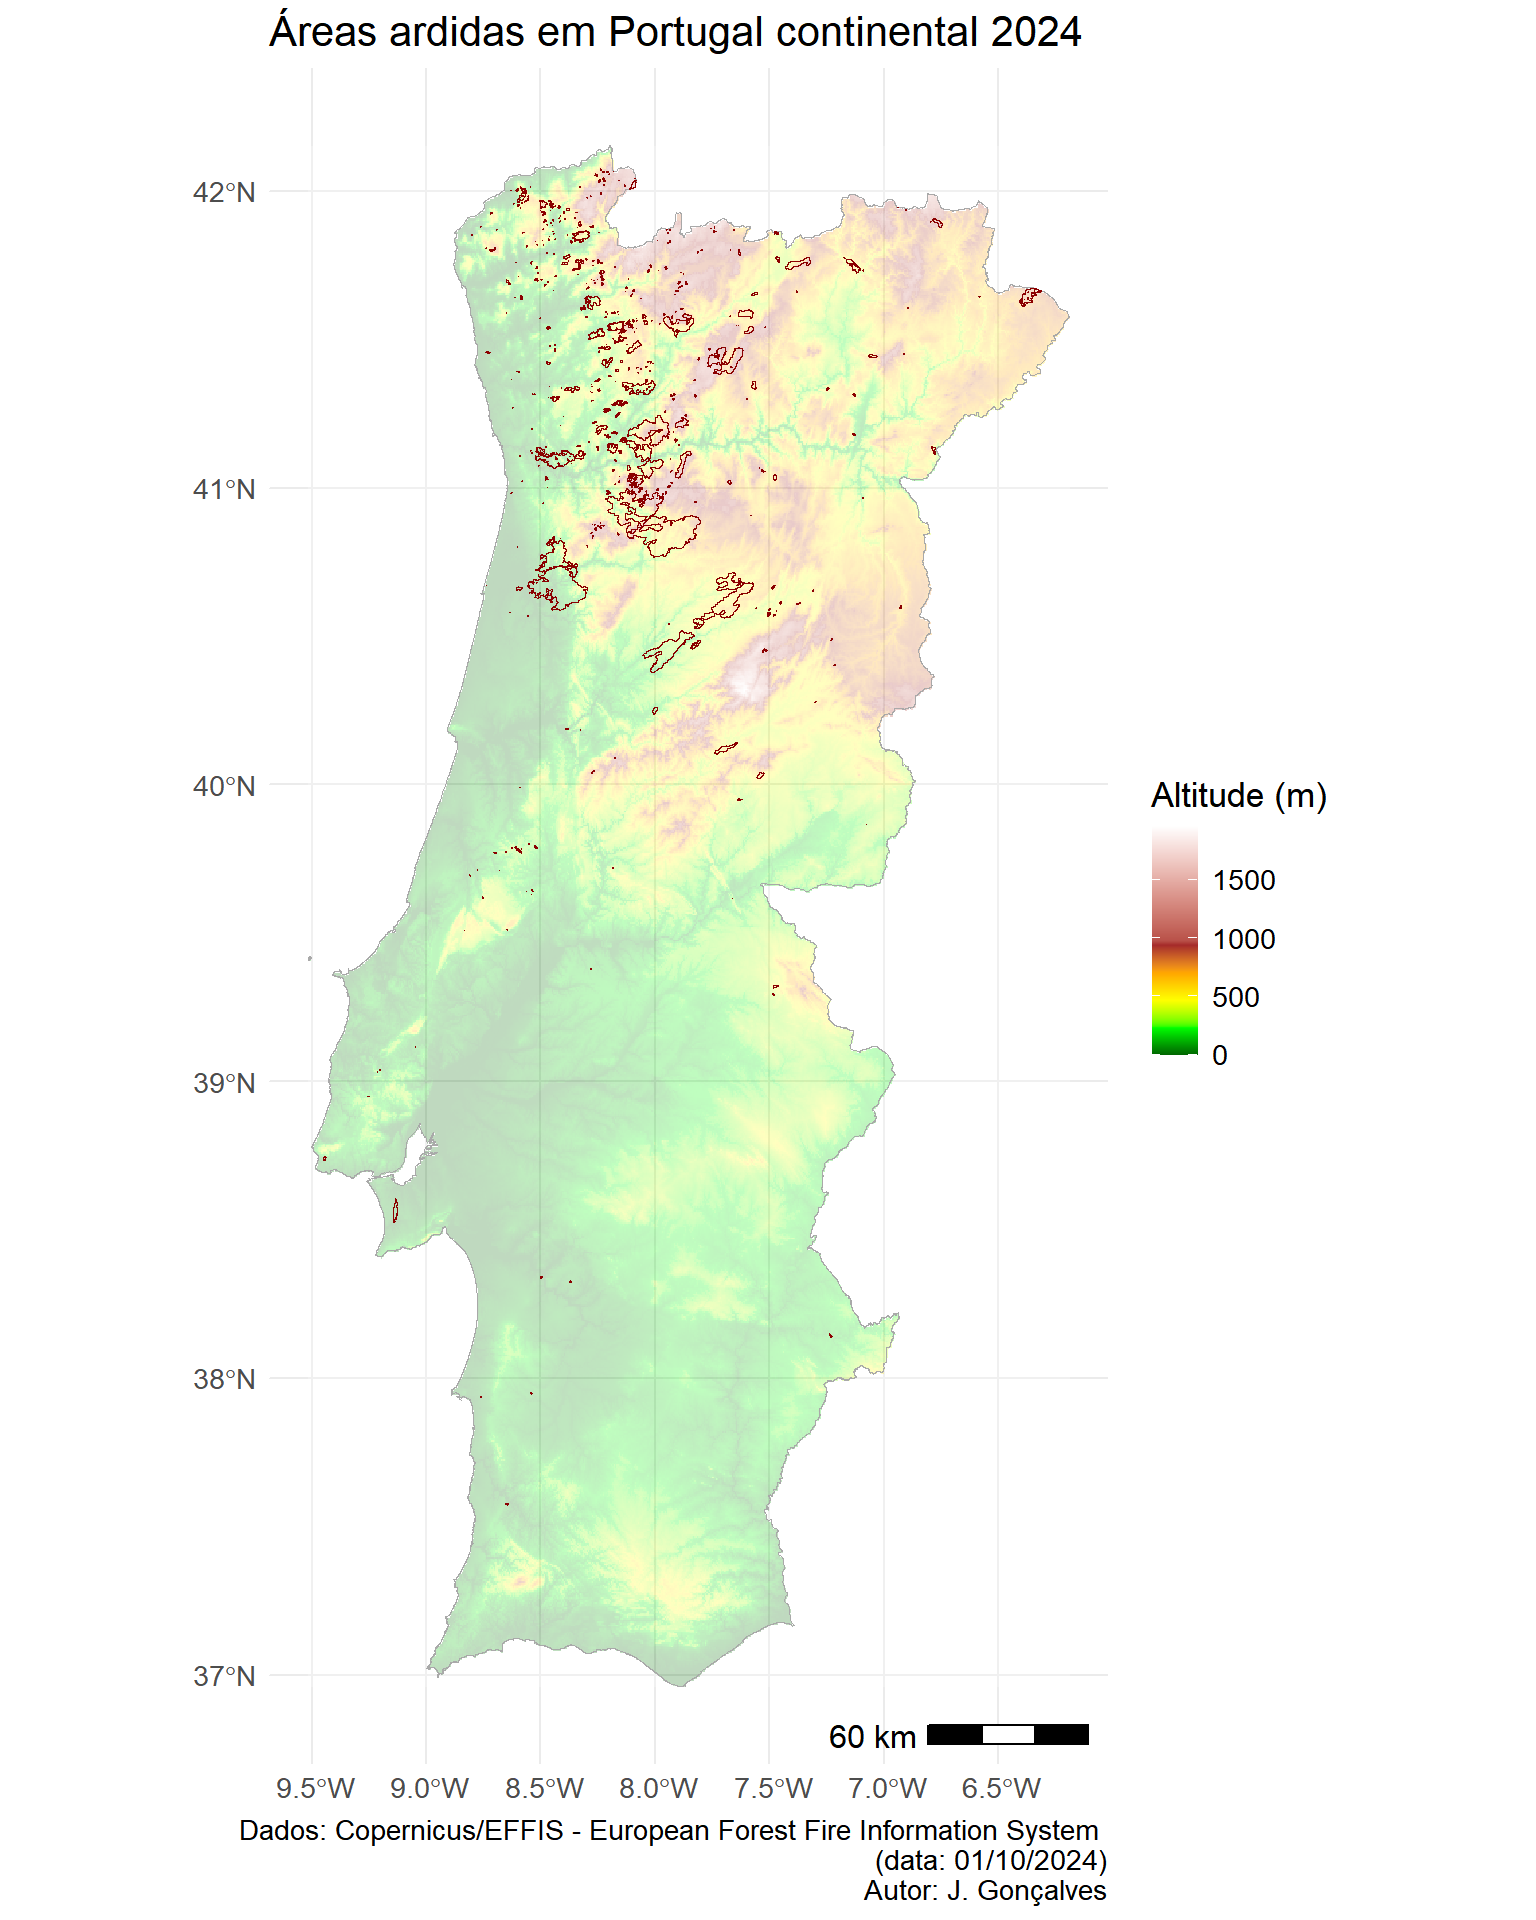 Áreas ardidas em Portugal continental 2024
42°N
41°N
40°N
39°N
38°N
37°N
Altitude (m)
1500
1000
500
0
60 km
9.5°W 9.0°W 8.5°W 8.0°W 7.5°W 7.0°W 6.5°W
Dados: Copernicus/EFFIS - European Forest Fire Information System
(data: 01/10/2024)
Autor: J. Gonçalves